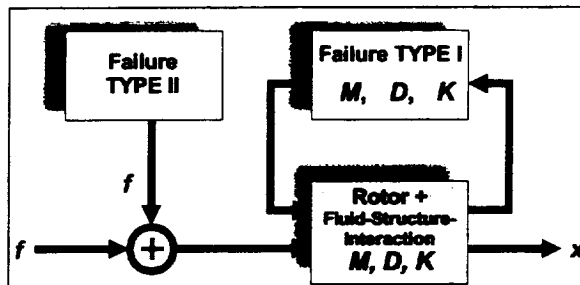 Failure
TYPE II
Failure TYPE I
M, D, K
f
f
+
Rotor +
Fluid-Structure-
interaction
M, D, K
x